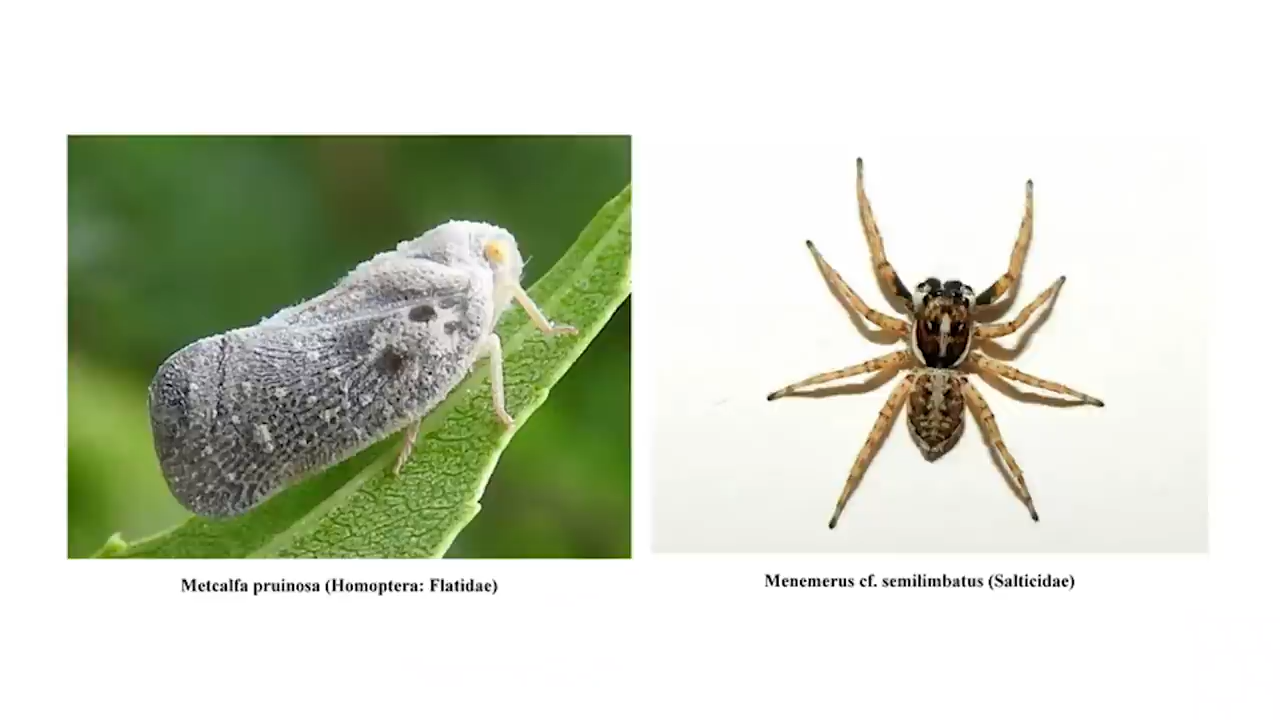 Metcalfa pruinosa (Homoptera: Flatidae)
Menemerus cf. semilimbatus (Salticidae)